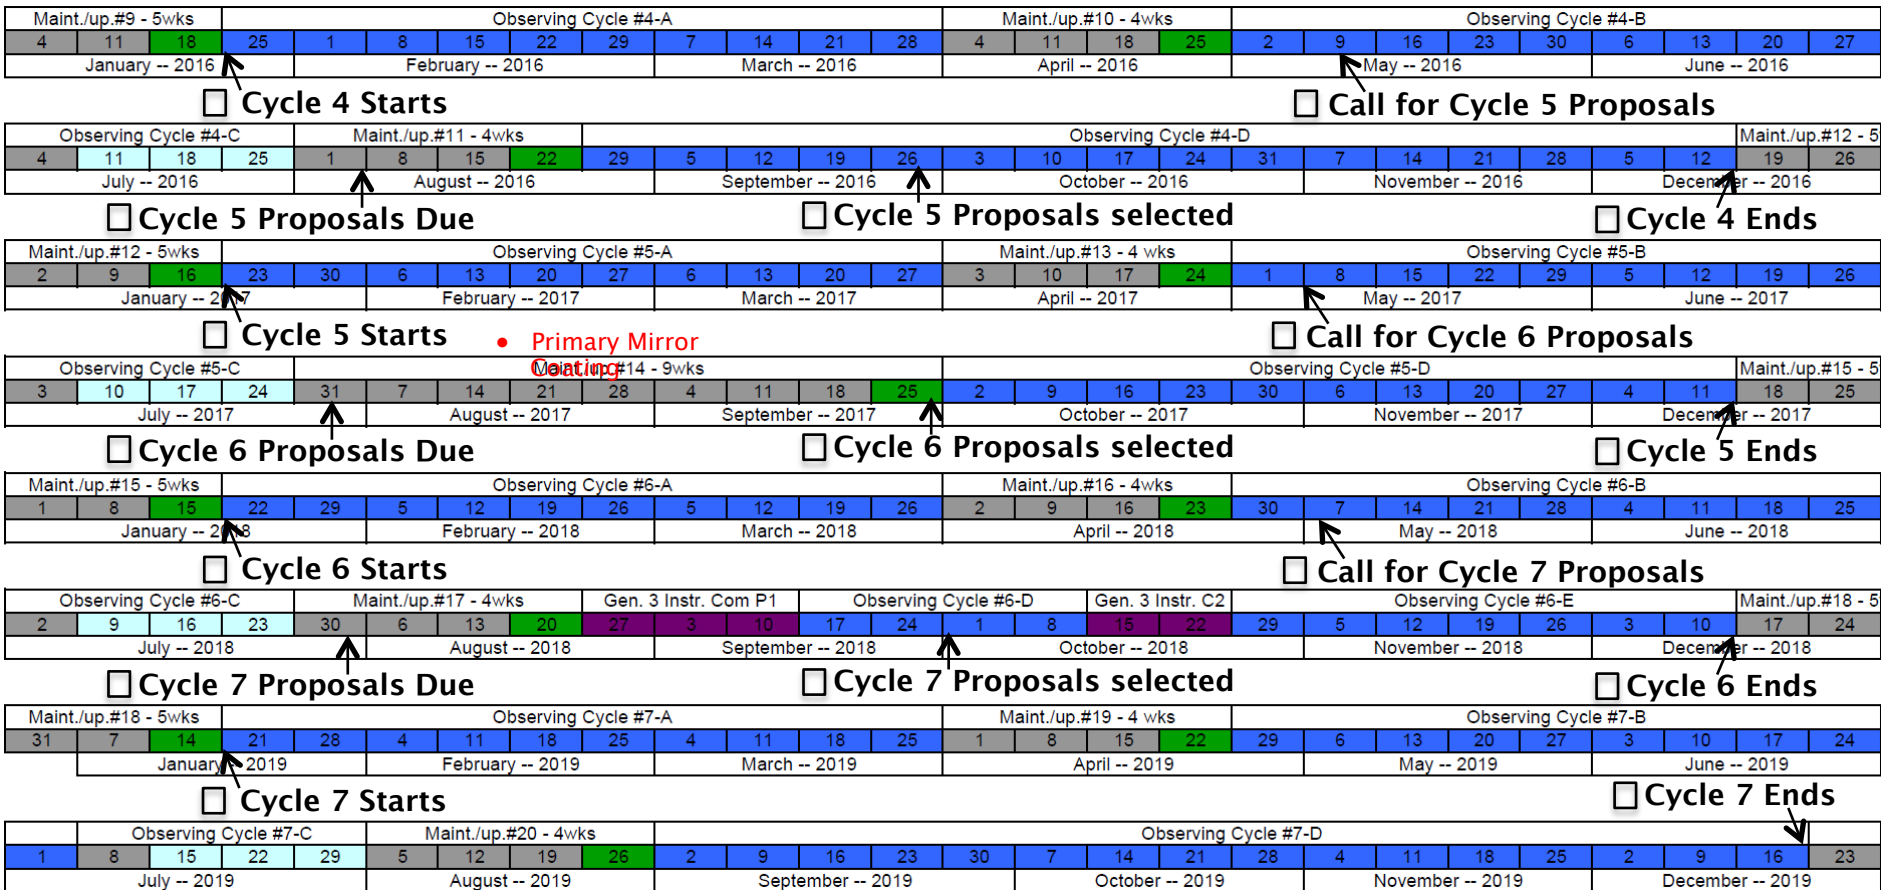 Maint./up.#9 - 5wks Observing Cycle #4-A Maint./up.#10 - 4wks Observing Cycle #4-B
4 11 18 25 1 8 15 22 29 7 14 21 28 4 11 18 25 2 9 16 23 30 6 13 20 27
January -- 2016 February -- 2016 March -- 2016 April -- 2016 May -- 2016 June -- 2016
Cycle 4 Starts Call for Cycle 5 Proposals
Observing Cycle #4-C Maint./up.#11 - 4wks Observing Cycle #4-D Maint./up.#12 - 5
4 11 18 25 1 8 15 22 29 5 12 19 26 3 10 17 24 31 7 14 21 28 5 12 19 26
July -- 2016 August -- 2016 September -- 2016 October -- 2016 November -- 2016 December -- 2016
Cycle 5 Proposals Due Cycle 5 Proposals selected Cycle 4 Ends
Maint./up.#12 - 5wks Observing Cycle #5-A Maint./up.#13 - 4 wks Observing Cycle #5-B
2 9 16 23 30 6 13 20 27 6 13 20 27 3 10 17 24 1 8 15 22 29 5 12 19 26
January -- 2017 February -- 2017 March -- 2017 April -- 2017 May -- 2017 June -- 2017
Cycle 5 Starts Call for Cycle 6 Proposals
• Primary Mirror
Coating
Observing Cycle #5-C Maint./up.#14 - 9wks Observing Cycle #5-D Maint./up.#15 - 5
3 10 17 24 31 7 14 21 28 4 11 18 25 2 9 16 23 30 6 13 20 27 4 11 18 25
July -- 2017 August -- 2017 September -- 2017 October -- 2017 November -- 2017 December -- 2017
Cycle 6 Proposals Due Cycle 6 Proposals selected Cycle 5 Ends
Maint./up.#15 - 5wks Observing Cycle #6-A Maint./up.#16 - 4wks Observing Cycle #6-B
1 8 15 22 29 5 12 19 26 5 12 19 26 2 9 16 23 30 7 14 21 28 4 11 18 25
January -- 2018 February -- 2018 March -- 2018 April -- 2018 May -- 2018 June -- 2018
Cycle 6 Starts Call for Cycle 7 Proposals
Observing Cycle #6-C Maint./up.#17 - 4wks Gen. 3 Instr. Com P1 Observing Cycle #6-D Gen. 3 Instr. C2 Observing Cycle #6-E Maint./up.#18 - 5
2 9 16 23 30 6 13 20 27 3 10 17 24 1 8 15 22 29 5 12 19 26 3 10 17 24
July -- 2018 August -- 2018 September -- 2018 October -- 2018 November -- 2018 December -- 2018
Cycle 7 Proposals Due Cycle 7 Proposals selected Cycle 6 Ends
Maint./up.#18 - 5wks Observing Cycle #7-A Maint./up.#19 - 4 wks Observing Cycle #7-B
31 7 14 21 28 4 11 18 25 4 11 18 25 1 8 15 22 29 6 13 20 27 3 10 17 24
January -- 2019 February -- 2019 March -- 2019 April -- 2019 May -- 2019 June -- 2019
Cycle 7 Starts Cycle 7 Ends
Observing Cycle #7-C Maint./up.#20 - 4wks Observing Cycle #7-D
1 8 15 22 29 5 12 19 26 2 9 16 23 30 7 14 21 28 4 11 18 25 2 9 16 23
July -- 2019 August -- 2019 September -- 2019 October -- 2019 November -- 2019 December -- 2019